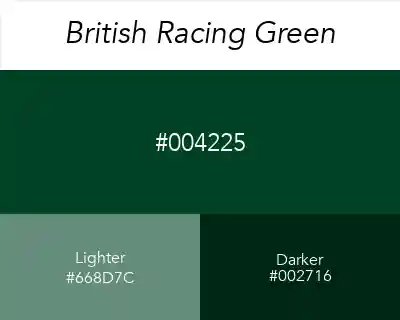 British Racing Green
#004225
Lighter
#668D7C
Darker
#002716